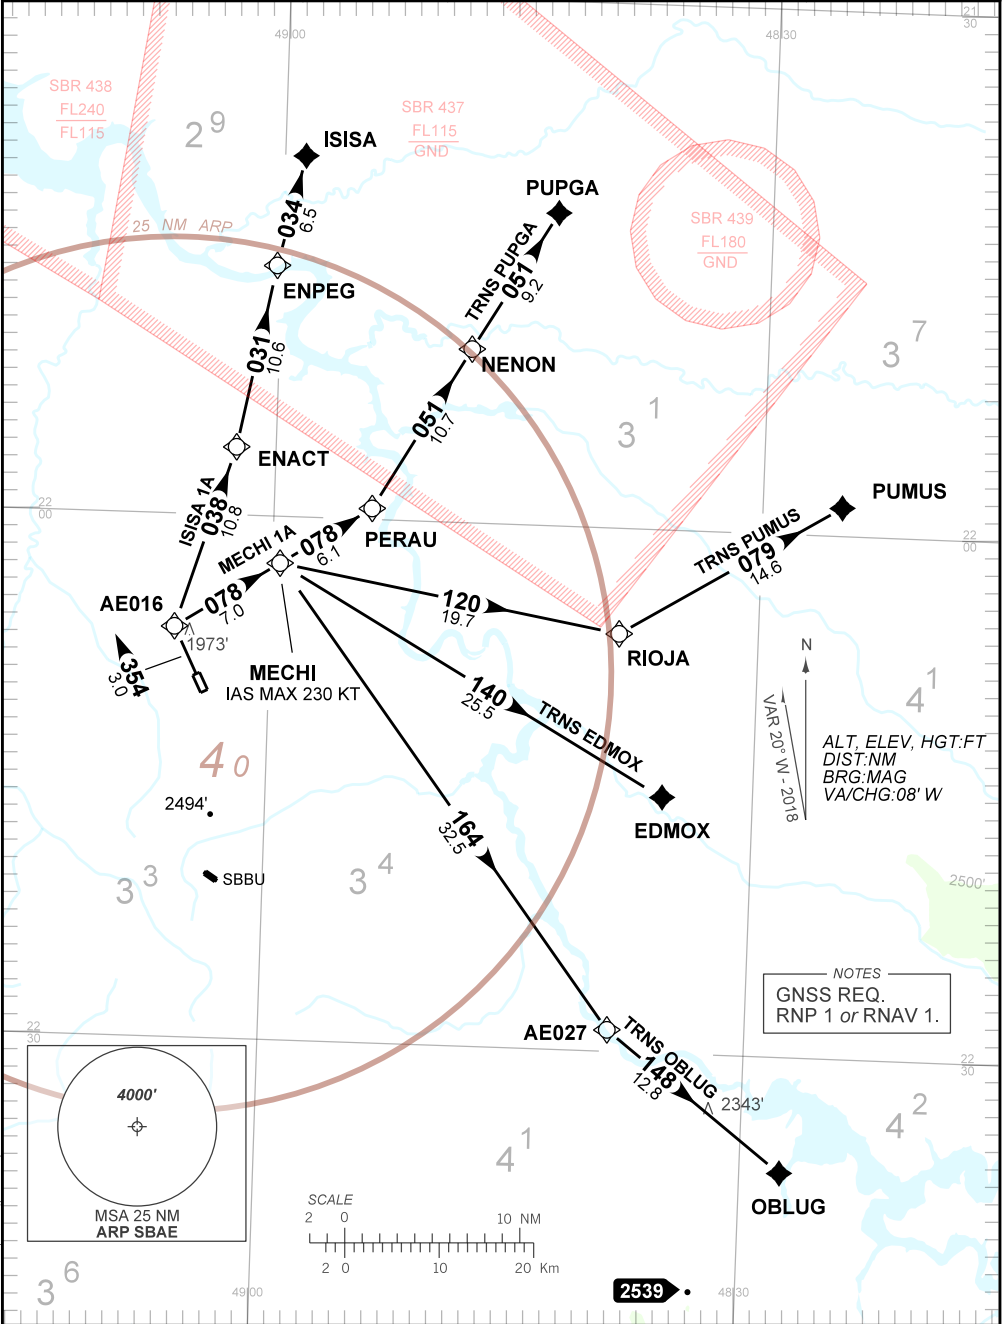 21
30
49 00
48 30
SBR 438
FL240
FL115
2 9
SBR 437
FL115
GND
ISISA
034
6.5
PUPGA
25 NM ARP
SBR 439
FL180
GND
ENPEG
TRNS PUPGA
051
9.2
031
10.6
NENON
3 7
051
10.7
3 1
ENACT
ISISA 1A
038
10.8
PUMUS
22
00
MECHI 1A
078
6.1
PERAU
TRNS PUMUS
079
14.6
22
00
AE016
078
7.0
120
19.7
1973'
RIOJA
354
3.0
MECHI
IAS MAX 230 KT
140
25.5
TRNS EDMOX
N
VAR 20° W - 2018
4 1
ALT, ELEV, HGT:FT
DIST:NM
BRG:MAG
VA/CHG:08' W
4 0
2494'
EDMOX
164
32.5
3 3
SBBU
3 4
2500'
NOTES
GNSS REQ.
RNP 1 or RNAV 1.
22
30
AE027
TRNS OBLUG
148
12.8
22
30
4000'
2343'
4 2
4 1
MSA 25 NM
ARP SBAE
OBLUG
SCALE
2 0 10 NM
2 0 10 20 Km
3 6
2539
49 00
48 30